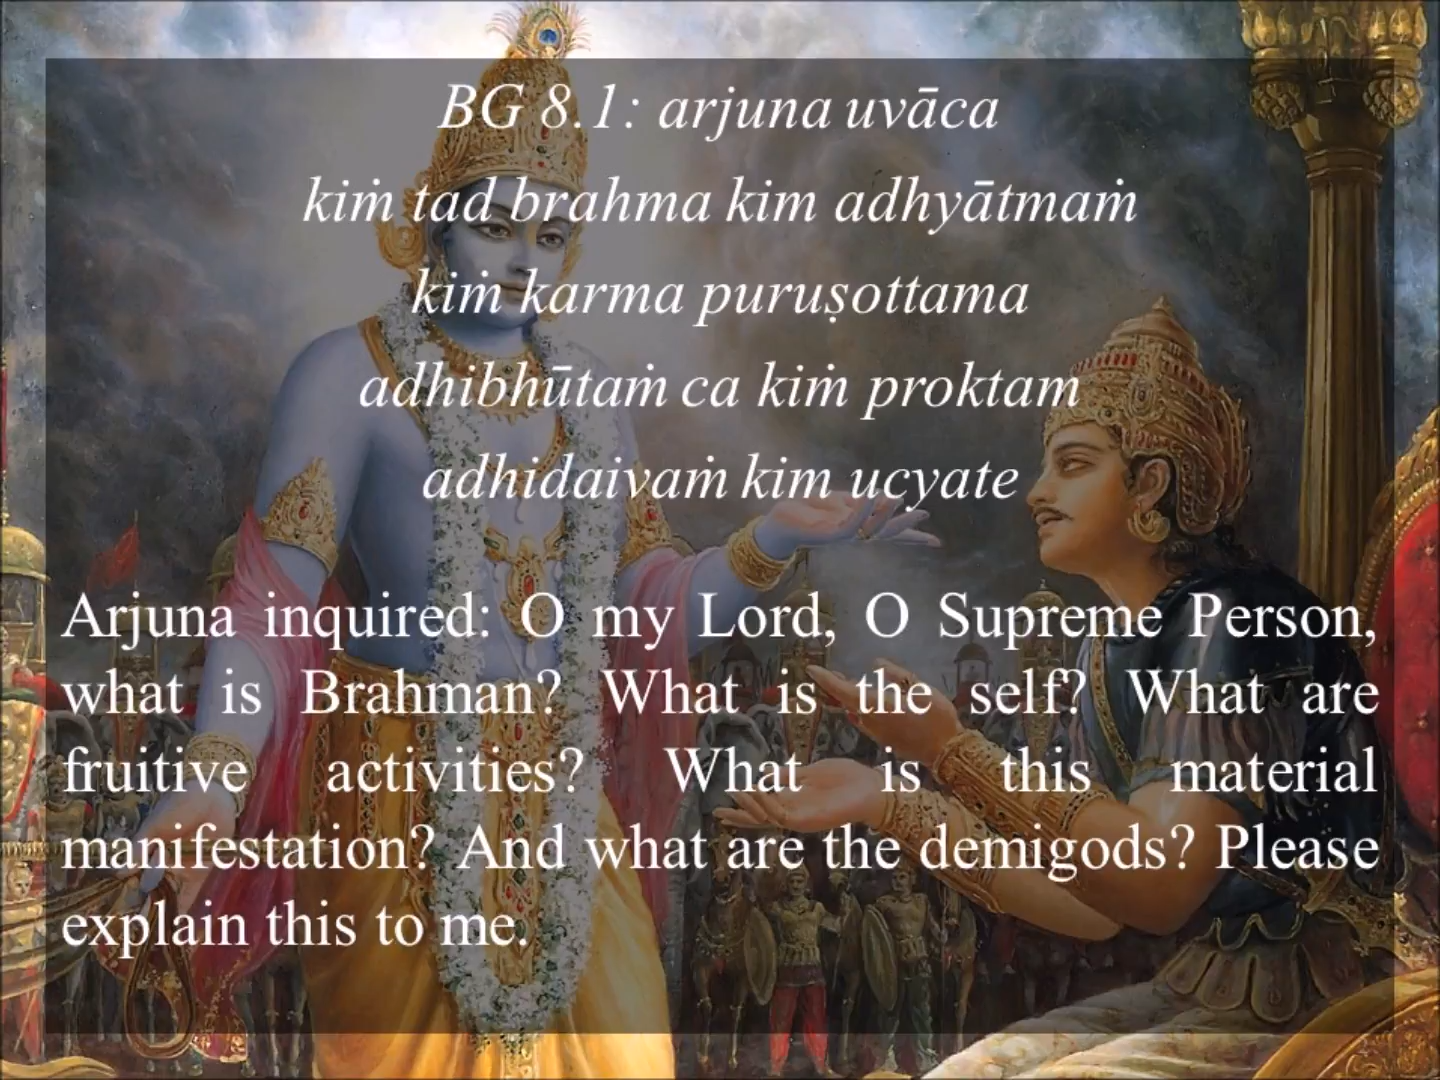 BG 8.1: arjuna uvāca
kiṁ tad brahma kim adhyātmaṁ
kiṁ karma puruṣottama
adhibhūtaṁ ca kiṁ proktam
adhidaivaṁ kim ucyate
Arjuna inquired: O my Lord, O Supreme Person,
what is Brahman? What is the self? What are
fruitive activities? What is this material
manifestation? And what are the demigods? Please
explain this to me.